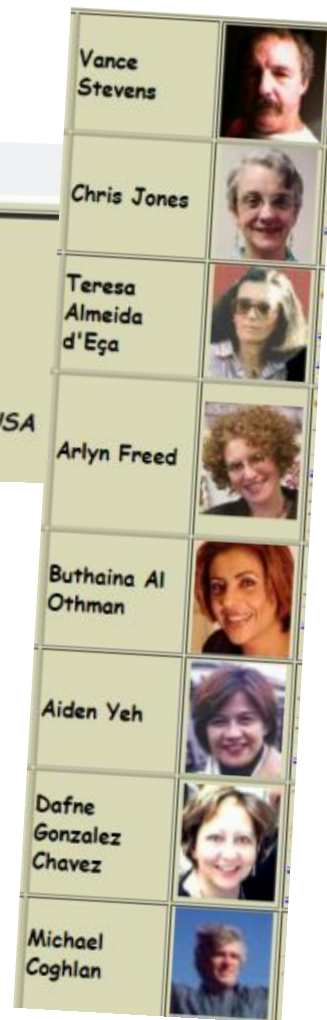 Vance
Stevens
Chris Jones
Teresa
Almeida
d'Eça
Arlyn Freed
Buthaina Al
Othman
Aiden Yeh
Dafne
Gonzalez
Chavez
Michael
Coghlan